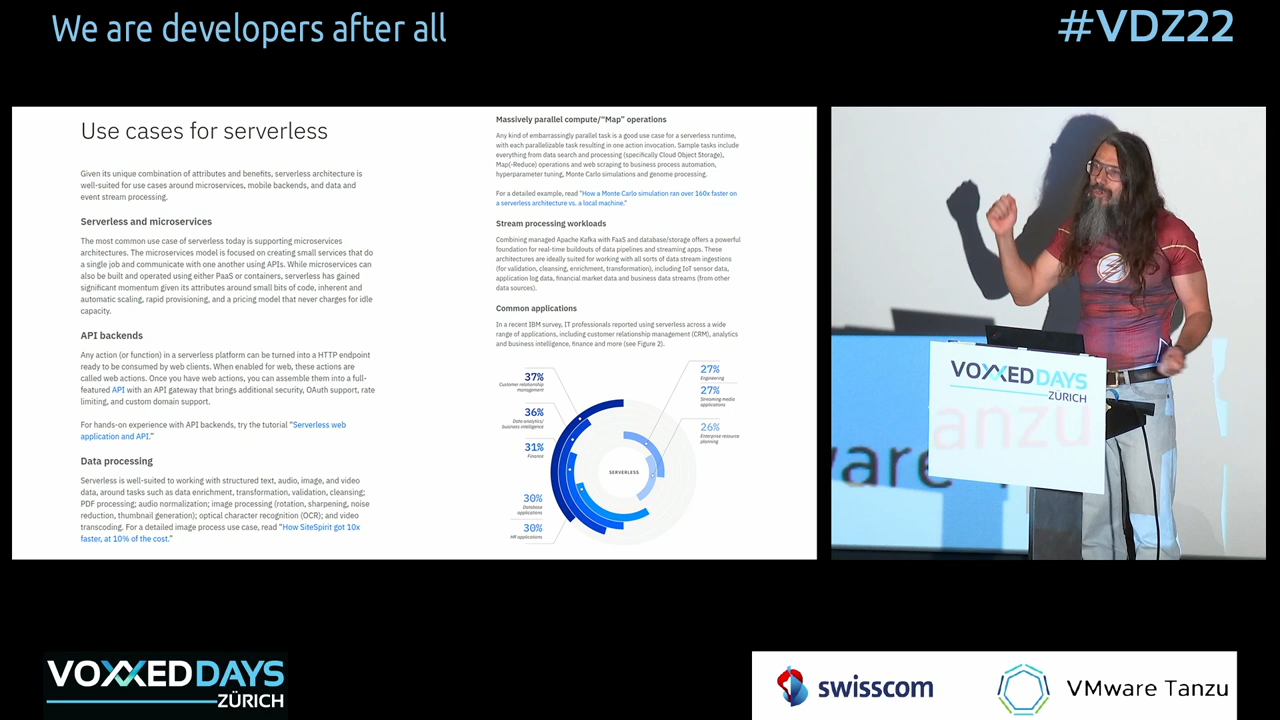 We are developers after all
#VDZ22
Use cases for serverless
Given its unique combination of attributes and benefits, serverless architecture is
well-suited for use cases around microservices, mobile backends, and data and
event stream processing.
Serverless and microservices
The most common use case of serverless today is supporting microservices
architectures. The microservices model is focused on creating small services that do
a single job and communicate with one another using APIs. While microservices can
also be built and operated using either PaaS or containers, serverless has gained
significant momentum given its attributes around small bits of code, inherent and
automatic scaling, rapid provisioning, and a pricing model that never charges for idle
capacity.
API backends
Any action (or function) in a serverless platform can be turned into a HTTP endpoint
ready to be consumed by web clients. When enabled for web, these actions are
called web actions. Once you have web actions, you can assemble them into a full-
featured API with an API gateway that brings additional security, OAuth support, rate
limiting, and custom domain support.
For hands-on experience with API backends, try the tutorial "Serverless web
application and API."
Data processing
Serverless is well-suited to working with structured text, audio, image, and video
data, around tasks such as data enrichment, transformation, validation, cleansing;
PDF processing; audio normalization; image processing (rotation, sharpening, noise
reduction, thumbnail generation); optical character recognition (OCR); and video
transcoding. For a detailed image process use case, read "How SiteSpirit got 10x
faster, at 10% of the cost."
Massively parallel compute/"Map" operations
Any kind of embarrassingly parallel task is a good use case for a serverless runtime,
with each parallelizable task resulting in one action invocation. Sample tasks include
everything from data search and processing (specifically Cloud Object Storage),
Map(-Reduce) operations and web scraping to business process automation,
hyperparameter tuning, Monte Carlo simulations and genome processing.
For a detailed example, read "How a Monte Carlo simulation ran over 160x faster on
a serverless architecture vs. a local machine."
Stream processing workloads
Combining managed Apache Kafka with FaaS and database/storage offers a powerful
foundation for real-time buildouts of data pipelines and streaming apps. These
architectures are ideally suited for working with all sorts of data stream ingestions
(for validation, cleansing, enrichment, transformation), including IoT sensor data,
application log data, financial market data and business data streams (from other
data sources).
Common applications
In a recent IBM survey, IT professionals reported using serverless across a wide
range of applications, including customer relationship management (CRM), analytics
and business intelligence, finance and more (see Figure 2).
37%
Customer relationship
management
36%
Data analytics/
business intelligence
31%
Finance
30%
Database
applications
30%
HR applications
SERVERLESS
27%
Engineering
27%
Streaming media
applications
26%
Enterprise resource
planning
VOXXED DAYS
ZÜRICH
anzu
ware
VOXXED DAYS
ZÜRICH
swisscom
VMware Tanzu